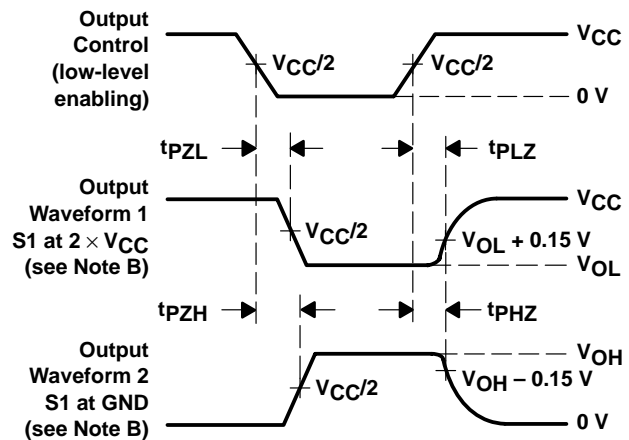 Output
Control
(low-level
enabling)
VCC
VCC/2
VCC/2
0 V
tPZL
tPLZ
Output
Waveform 1
S1 at 2 × VCC
(see Note B)
VCC
VCC/2
VOL + 0.15 V
VOL
tPZH
tPHZ
Output
Waveform 2
S1 at GND
(see Note B)
VOH
VCC/2
VOH – 0.15 V
0 V